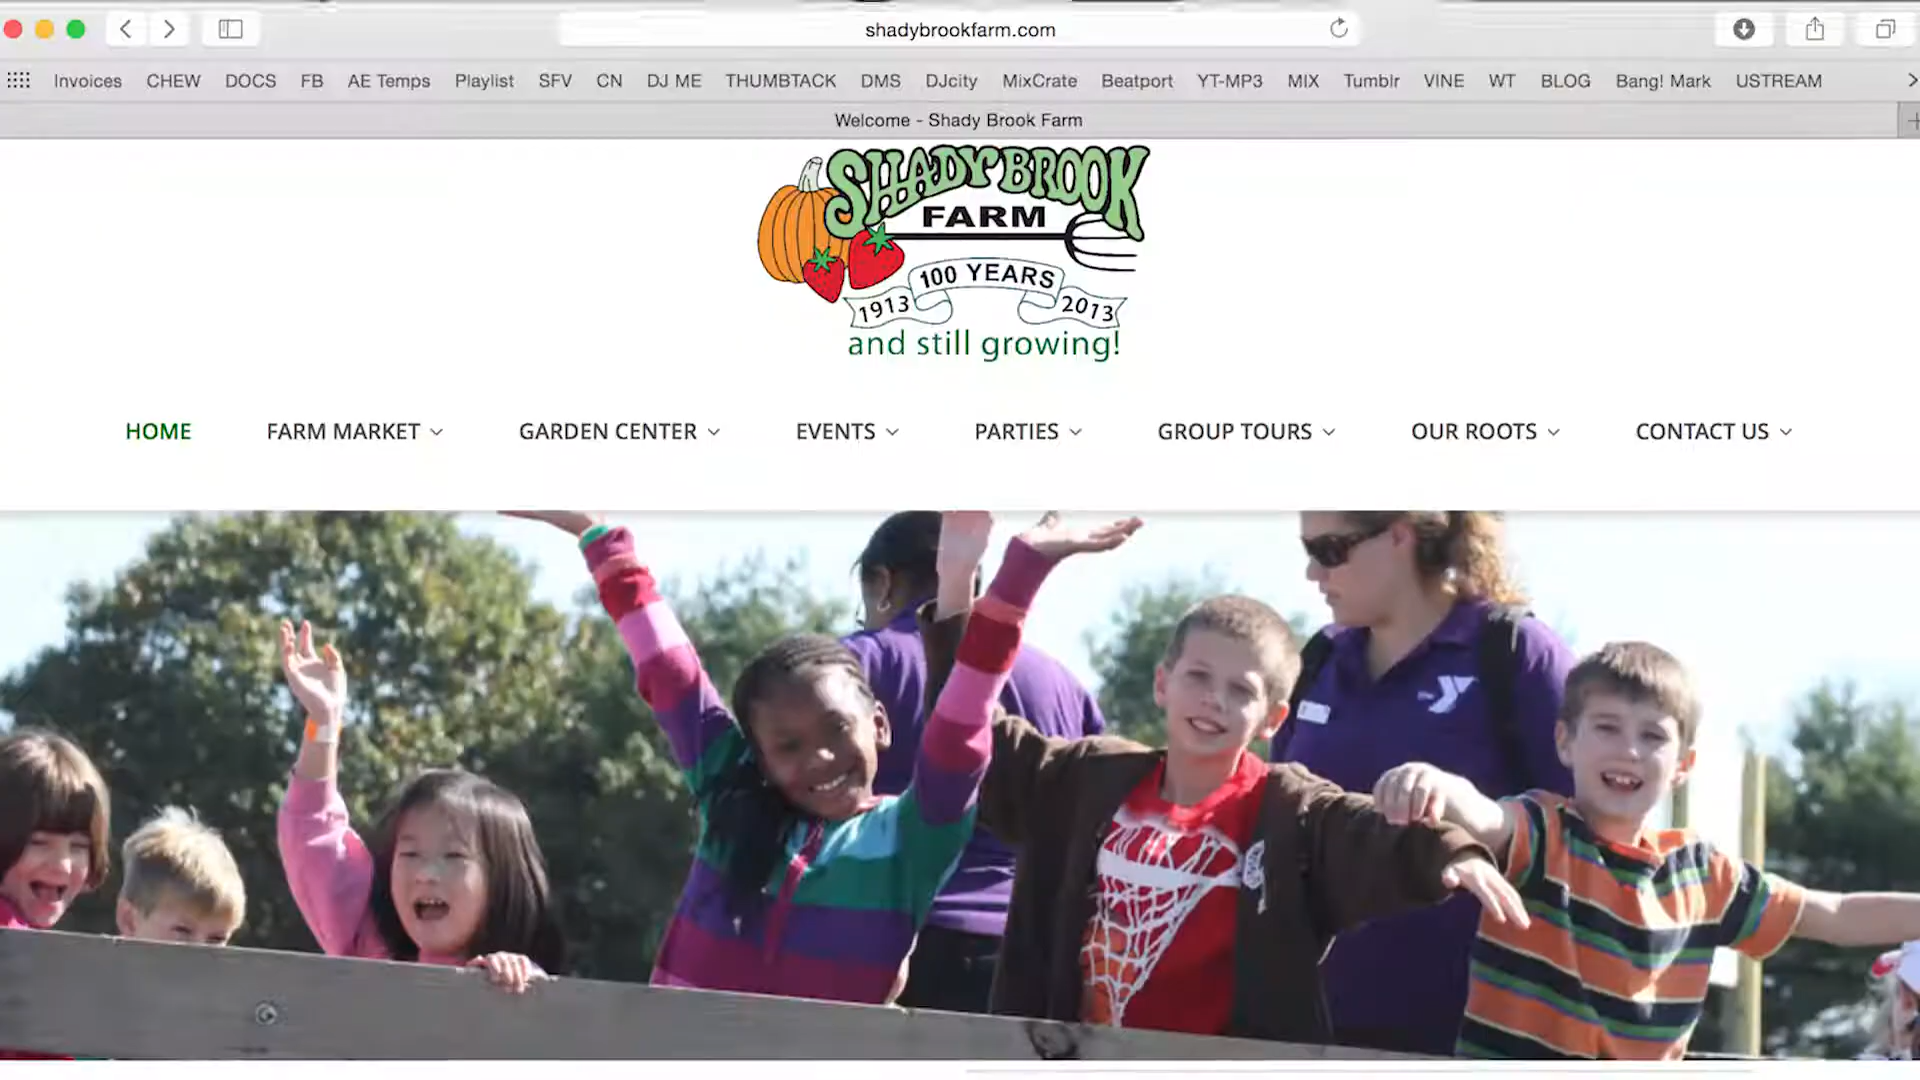 shadybrookfarm.com
Invoices CHEW DOCS FB AE Temps Playlist SFV CN DJ ME THUMBTACK DMS DJcity MixCrate Beatport YT-MP3 MIX Tumblr VINE WT BLOG Bang! Mark USTREAM
Welcome - Shady Brook Farm
SHADY BROOK
FARM
100 YEARS
1913 2013
and still growing!
HOME FARM MARKET GARDEN CENTER EVENTS PARTIES GROUP TOURS OUR ROOTS CONTACT US
the Y